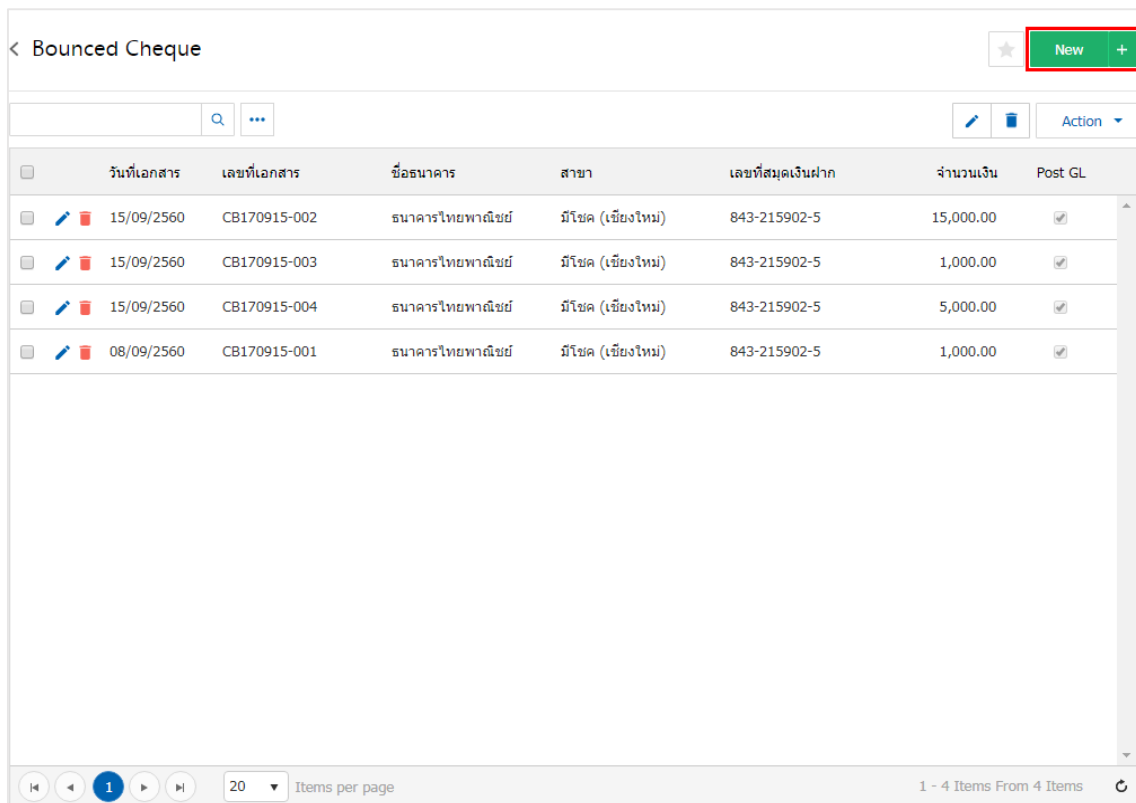 < Bounced Cheque
New +
Action
วันที่เอกสาร เลขที่เอกสาร ชื่อธนาคาร สาขา เลขที่สมุดเงินฝาก จำนวนเงิน Post GL
15/09/2560 CB170915-002 ธนาคารไทยพาณิชย์ มีโชค (เชียงใหม่) 843-215902-5 15,000.00
15/09/2560 CB170915-003 ธนาคารไทยพาณิชย์ มีโชค (เชียงใหม่) 843-215902-5 1,000.00
15/09/2560 CB170915-004 ธนาคารไทยพาณิชย์ มีโชค (เชียงใหม่) 843-215902-5 5,000.00
08/09/2560 CB170915-001 ธนาคารไทยพาณิชย์ มีโชค (เชียงใหม่) 843-215902-5 1,000.00
1 20 Items per page 1 - 4 Items From 4 Items